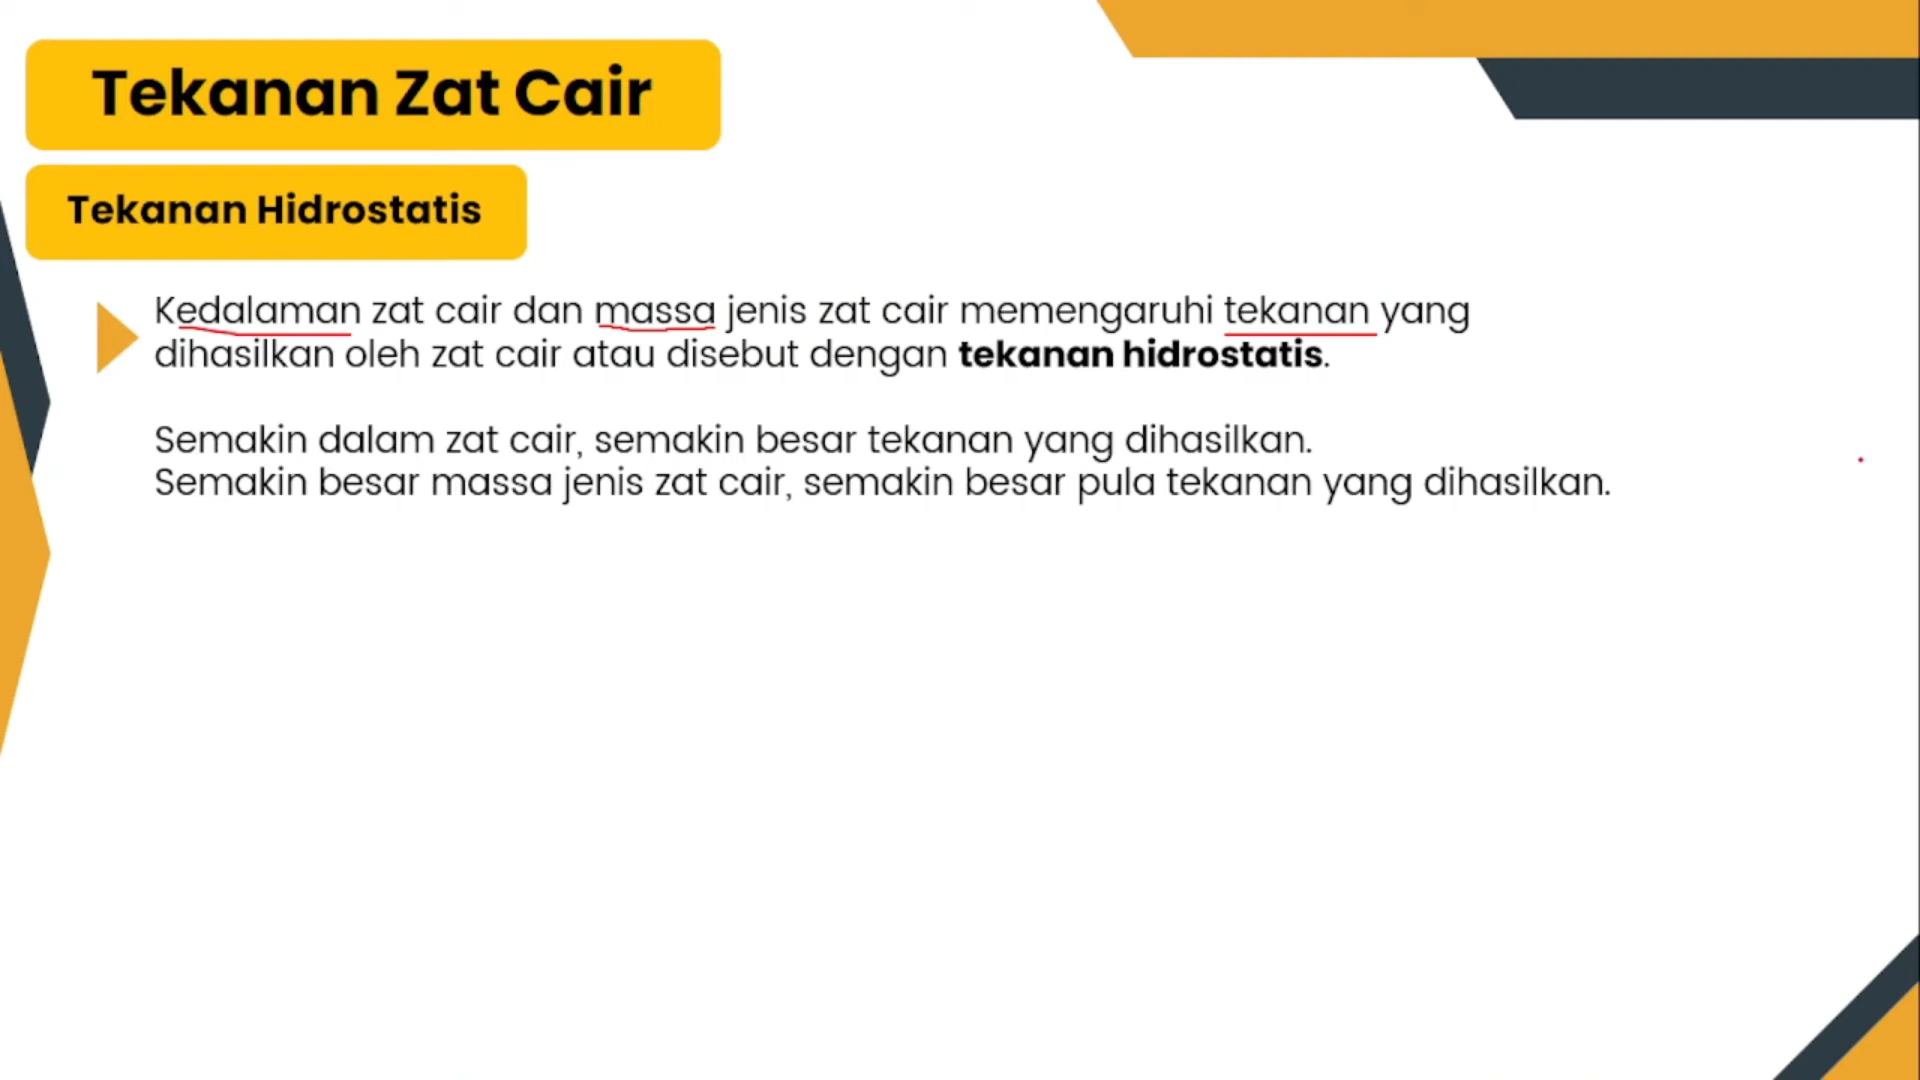 Tekanan Zat Cair
Tekanan Hidrostatis
Kedalaman zat cair dan massa jenis zat cair memengaruhi tekanan yang
dihasilkan oleh zat cair atau disebut dengan tekanan hidrostatis.
Semakin dalam zat cair, semakin besar tekanan yang dihasilkan.
Semakin besar massa jenis zat cair, semakin besar pula tekanan yang dihasilkan.